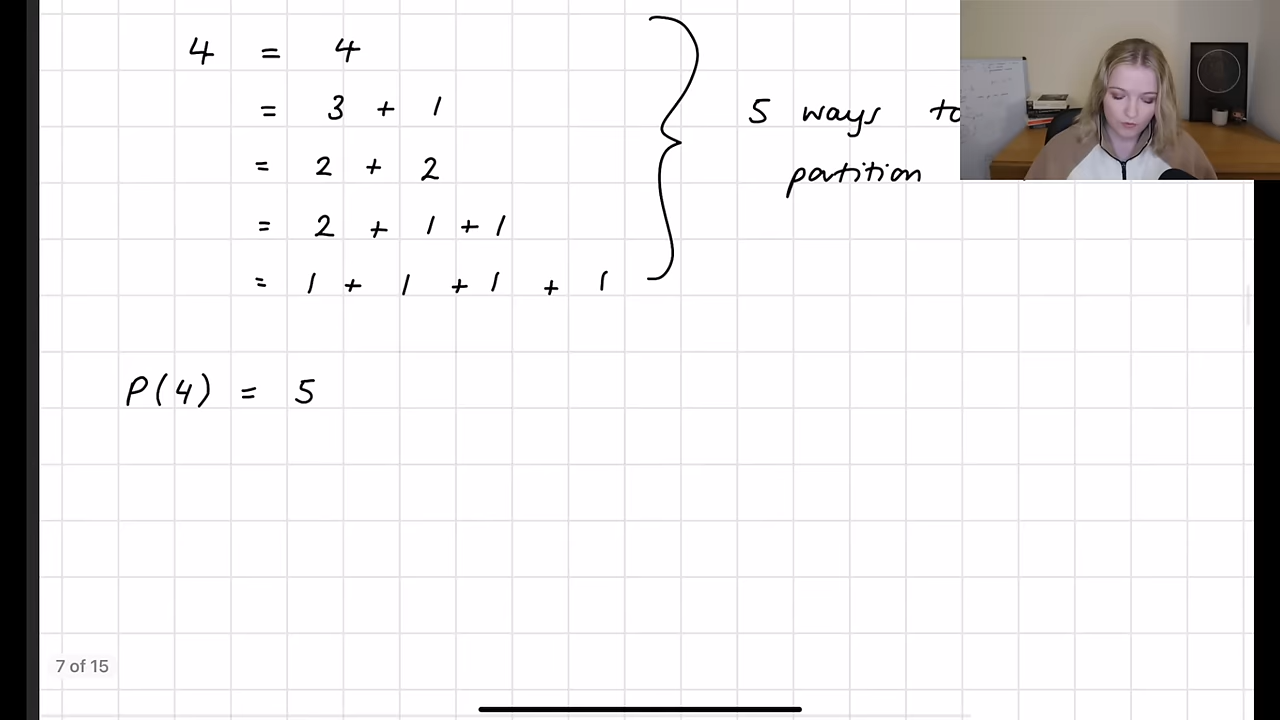 4 = 4
= 3 + 1
= 2 + 2
= 2 + 1 + 1
= 1 + 1 + 1 + 1
5 ways to
partition
P(4) = 5
7 of 15